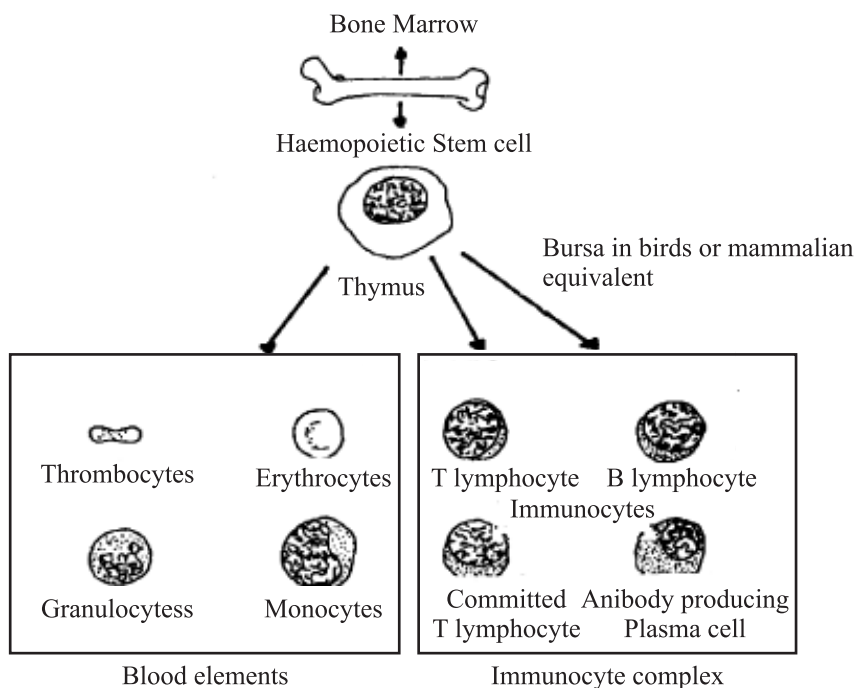 Bone Marrow
Haemopoietic Stem cell
Bursa in birds or mammalian
equivalent
Thymus
Thrombocytes
Erythrocytes
T lymphocyte
B lymphocyte
Immunocytes
Granulocytess
Monocytes
Committed
T lymphocyte
Anibody producing
Plasma cell
Blood elements
Immunocyte complex